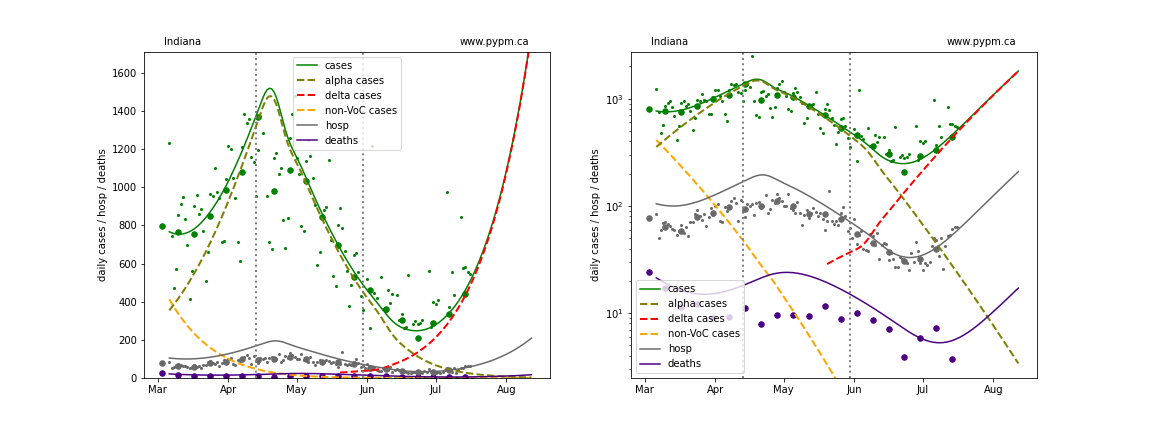 Indiana
www.pypm.ca
daily cases / hosp / deaths
1600
1400
1200
1000
800
600
400
200
0
cases
alpha cases
delta cases
non-VoC cases
hosp
deaths
Mar
Apr
May
Jun
Jul
Aug
Indiana
www.pypm.ca
daily cases / hosp / deaths
10³
10²
10¹
cases
alpha cases
delta cases
non-VoC cases
hosp
deaths
Mar
Apr
May
Jun
Jul
Aug